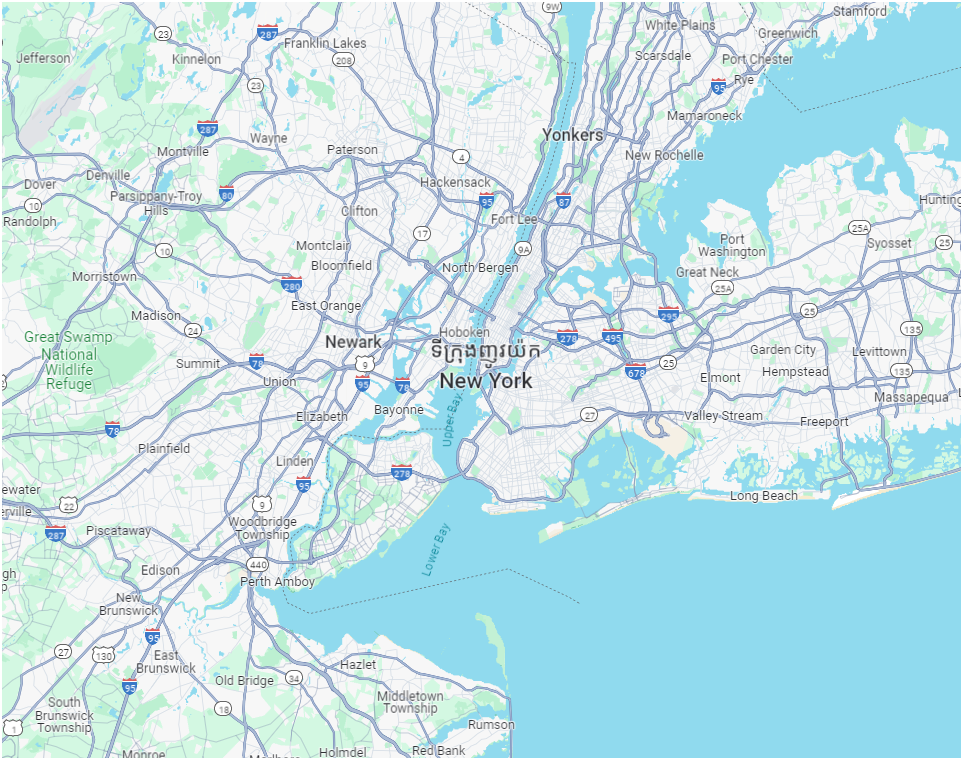 9W
Stamford
White Plains
23
287
Greenwich
Jefferson
Kinnelon
Franklin Lakes
208
Scarsdale
Port Chester
Rye
23
95
Mamaroneck
287
Wayne
Yonkers
Montville
Paterson
4
New Rochelle
Denville
Dover
Hackensack
Parsippany-Troy
Hills
80
95
87
Huntin
10
Randolph
Clifton
Fort Lee
17
25A
Montclair
9A
Port
Washington
Syosset
25
10
Bloomfield
North Bergen
Great Neck
Morristown
280
25A
East Orange
Madison
295
25
24
Hoboken
135
Great Swamp
National
Wildlife
Refuge
Newark
ទីក្រុងញូវយ៉ក
New York
278
495
Garden City
Levittown
Summit
78
9
25
678
Hempstead
135
Union
95
78
Elmont
Massapequa
L
Elizabeth
Bayonne
Upper Bay
27
Valley Stream
Freeport
78
Plainfield
Linden
278
95
ewater
erville
22
9
Long Beach
287
Piscataway
Woodbridge
Township
Lower Bay
Edison
440
gh
p
Perth Amboy
New
Brunswick
95
27
130
East
Brunswick
Hazlet
95
Old Bridge
34
South
Brunswick
Township
18
Middletown
Township
1
Rumson
Monroe
Marlboro
Holmdel
Red Bank